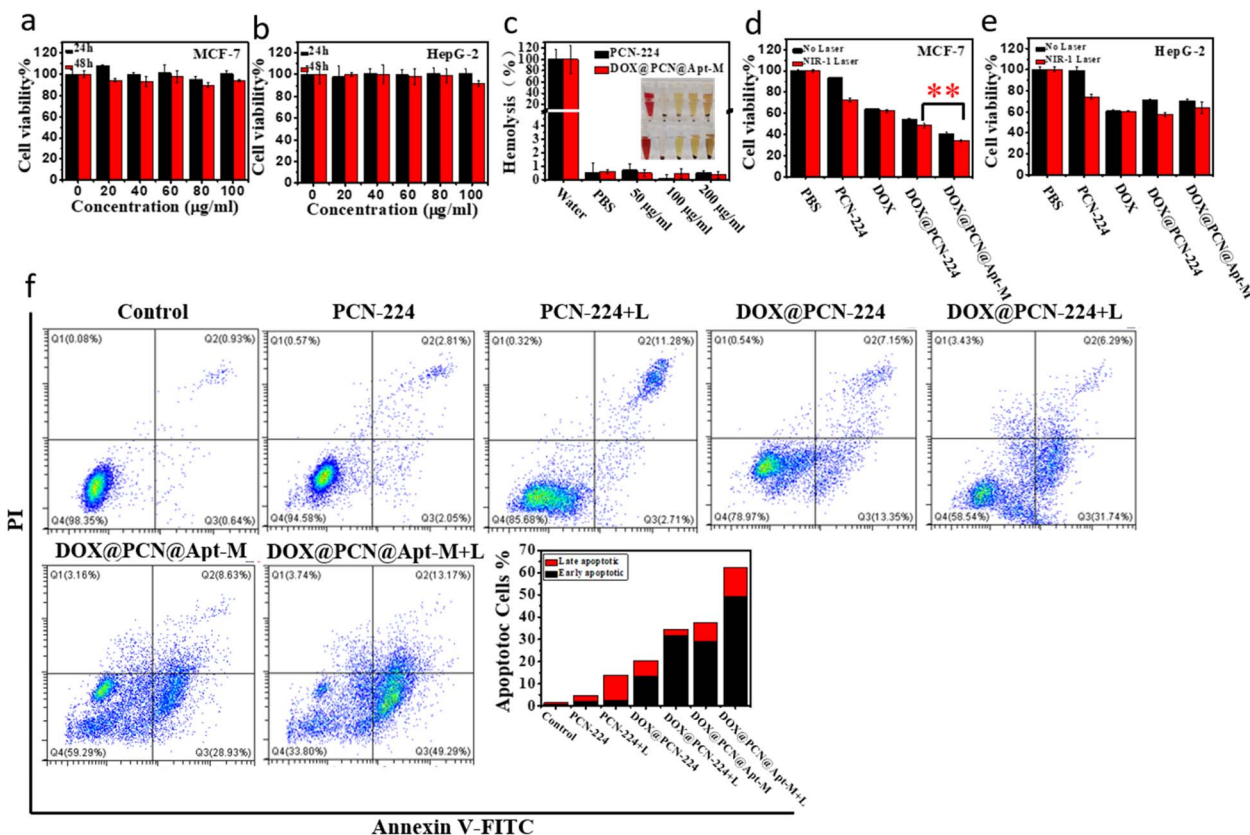 a
24h
48h
MCF-7
Cell viability%
120
100
80
60
40
20
0
0 20 40 60 80 100
Concentration (μg/ml)
b
24h
48h
HepG-2
Cell viability%
120
100
80
60
40
20
0
0 20 40 60 80 100
Concentration (μg/ml)
c
PCN-224
DOX@PCN@Apt-M
Hemolysis (%)
120
100
80
60
40
20
5
4
3
2
1
0
Water
PBS
50 μg/ml
100 μg/ml
200 μg/ml
d
No Laser
NIR-1 Laser
MCF-7
**
Cell viability%
120
100
80
60
40
20
0
PBS
PCN-224
DOX
DOX@PCN-224
DOX@PCN@Apt-M
e
No Laser
NIR-1 Laser
HepG-2
Cell viability%
120
100
80
60
40
20
0
PBS
PCN-224
DOX
DOX@PCN-224
DOX@PCN@Apt-M
f
PI
Control
Q1(0.08%) Q2(0.93%)
Q4(98.35%) Q3(0.64%)
PCN-224
Q1(0.57%) Q2(2.81%)
Q4(94.58%) Q3(2.05%)
PCN-224+L
Q1(0.32%) Q2(11.28%)
Q4(85.68%) Q3(2.71%)
DOX@PCN-224
Q1(0.54%) Q2(7.15%)
Q4(78.97%) Q3(13.35%)
DOX@PCN-224+L
Q1(3.43%) Q2(6.29%)
Q4(58.54%) Q3(31.74%)
DOX@PCN@Apt-M
Q1(3.16%) Q2(8.63%)
Q4(59.29%) Q3(28.93%)
DOX@PCN@Apt-M+L
Q1(3.74%) Q2(13.17%)
Q4(33.80%) Q3(49.29%)
Late apoptotic
Early apoptotic
Apoptotoc Cells %
70
60
50
40
30
20
10
0
Control
PCN-224
PCN-224+L
DOX@PCN-224
DOX@PCN-224+L
DOX@PCN@Apt-M
DOX@PCN@Apt-M+L
Annexin V-FITC